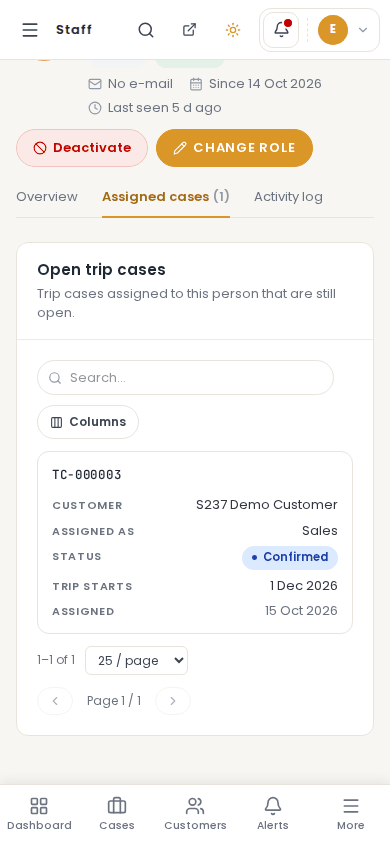 Staff
E
No e-mail Since 14 Oct 2026
Last seen 5 d ago
Deactivate CHANGE ROLE
Overview Assigned cases (1) Activity log
Open trip cases
Trip cases assigned to this person that are still
open.
Search...
Columns
TC-000003
CUSTOMER S237 Demo Customer
ASSIGNED AS Sales
STATUS Confirmed
TRIP STARTS 1 Dec 2026
ASSIGNED 15 Oct 2026
1–1 of 1 25 / page
Page 1 / 1
Dashboard Cases Customers Alerts More